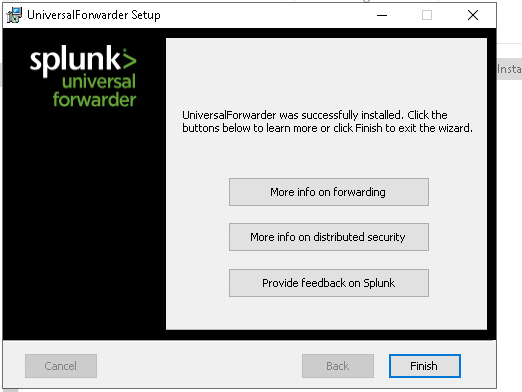 UniversalForwarder Setup
splunk>
universal
forwarder
UniversalForwarder was successfully installed. Click the
buttons below to learn more or click Finish to exit the wizard.
More info on forwarding
More info on distributed security
Provide feedback on Splunk
Cancel
Back
Finish